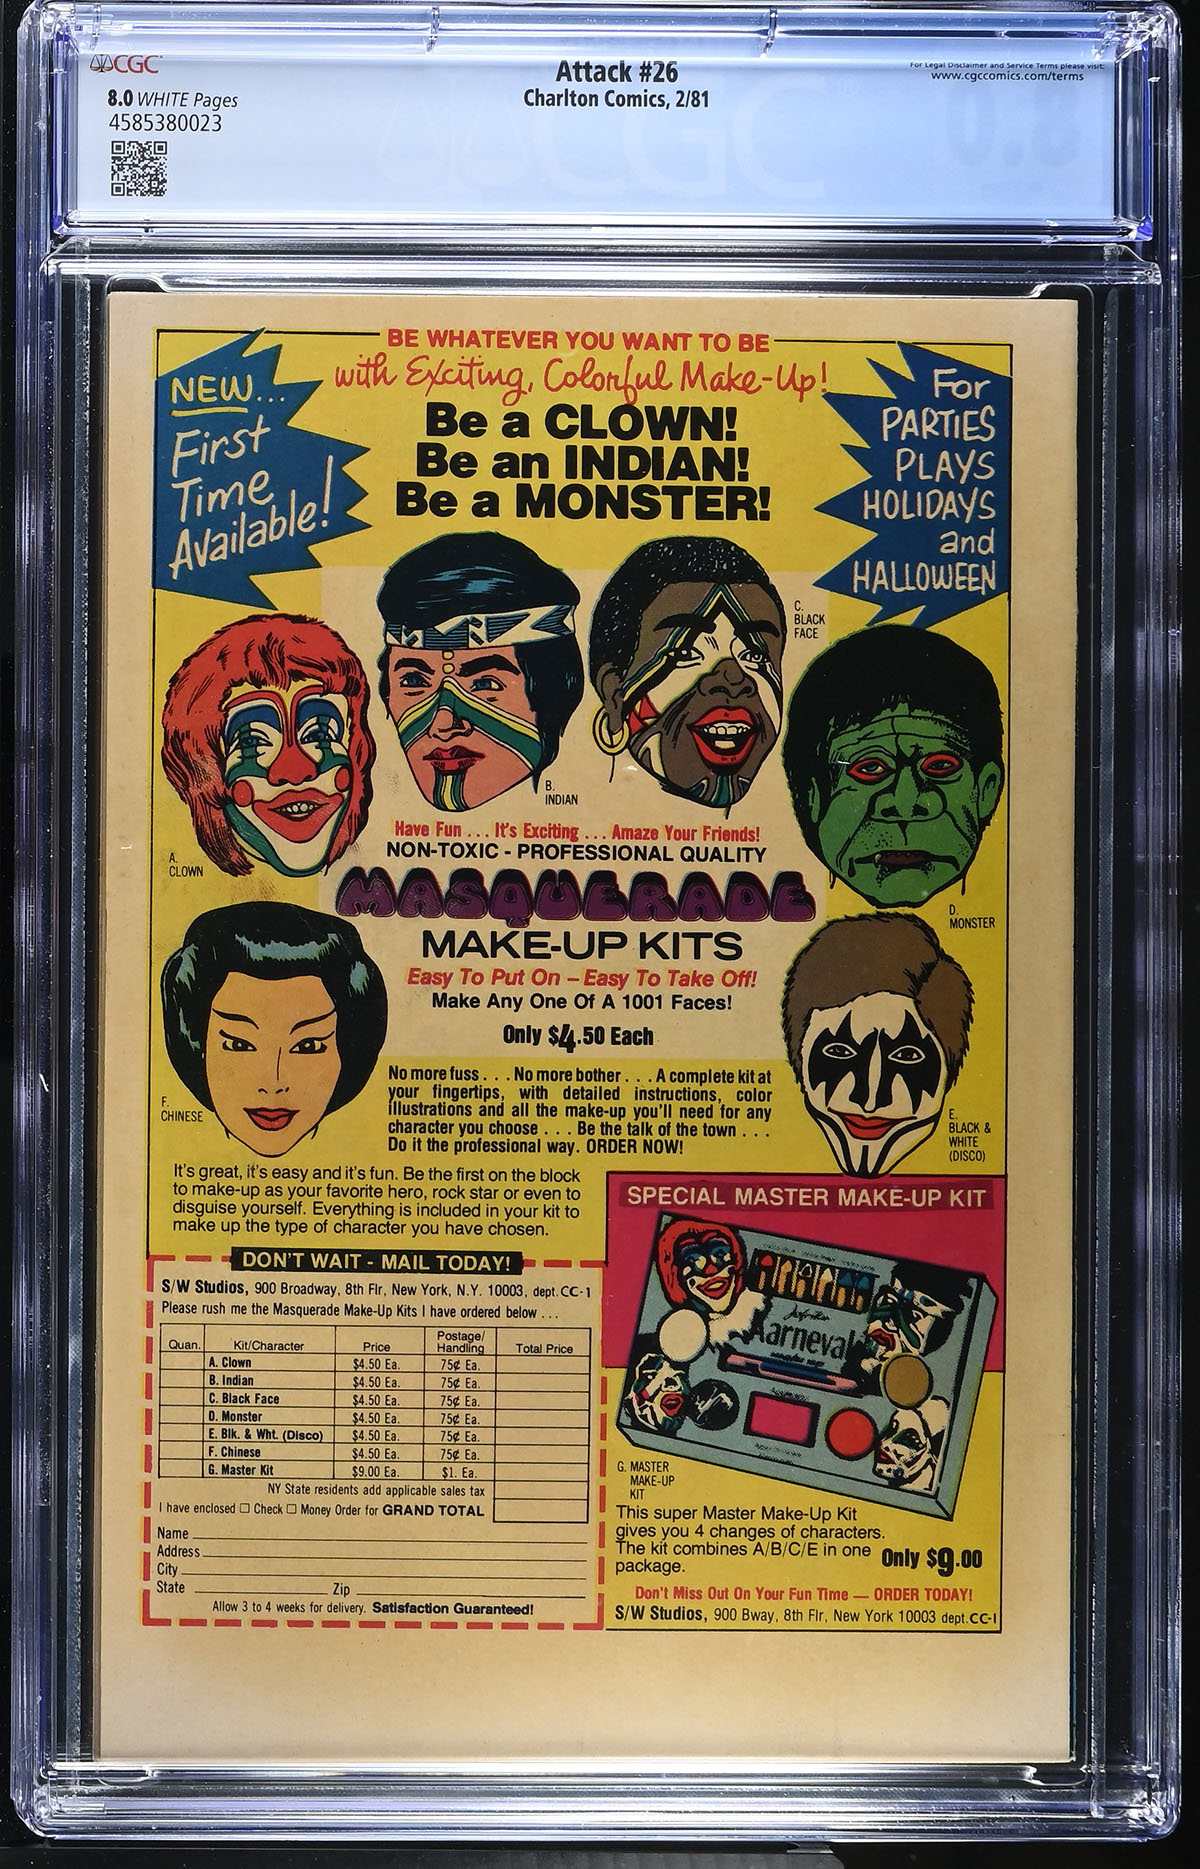 CGC
8.0 WHITE Pages
4585380023
Attack #26
Charlton Comics, 2/81
For Legal Disclaimer and Service Terms please visit:
www.cgccomics.com/terms
BE WHATEVER YOU WANT TO BE
with Exciting, Colorful Make-Up!
Be a CLOWN!
Be an INDIAN!
Be a MONSTER!
NEW...
First
Time
Available!
For
PARTIES
PLAYS
HOLIDAYS
and
HALLOWEEN
A.
CLOWN
B.
INDIAN
C.
BLACK
FACE
D.
MONSTER
Have Fun . . . It's Exciting . . . Amaze Your Friends!
NON-TOXIC - PROFESSIONAL QUALITY
MASQUERADE
MAKE-UP KITS
Easy To Put On – Easy To Take Off!
Make Any One Of A 1001 Faces!
Only $4.50 Each
F.
CHINESE
E.
BLACK &
WHITE
(DISCO)
No more fuss . . . No more bother . . . A complete kit at
your fingertips, with detailed instructions, color
illustrations and all the make-up you'll need for any
character you choose . . . Be the talk of the town . . .
Do it the professional way. ORDER NOW!
It's great, it's easy and it's fun. Be the first on the block
to make-up as your favorite hero, rock star or even to
disguise yourself. Everything is included in your kit to
make up the type of character you have chosen.
DON'T WAIT - MAIL TODAY!
S/W Studios, 900 Broadway, 8th Flr, New York, N.Y. 10003, dept. CC-1
Please rush me the Masquerade Make-Up Kits I have ordered below . . .
Quan. Kit/Character Price Postage/Handling Total Price
A. Clown $4.50 Ea. 75¢ Ea.
B. Indian $4.50 Ea. 75¢ Ea.
C. Black Face $4.50 Ea. 75¢ Ea.
D. Monster $4.50 Ea. 75¢ Ea.
E. Blk. & Wht. (Disco) $4.50 Ea. 75¢ Ea.
F. Chinese $4.50 Ea. 75¢ Ea.
G. Master Kit $9.00 Ea. $1. Ea.
NY State residents add applicable sales tax
I have enclosed ☐ Check ☐ Money Order for GRAND TOTAL
Name
Address
City
State Zip
Allow 3 to 4 weeks for delivery. Satisfaction Guaranteed!
SPECIAL MASTER MAKE-UP KIT
Karneval
G. MASTER
MAKE-UP
KIT
This super Master Make-Up Kit
gives you 4 changes of characters.
The kit combines A/B/C/E in one
package.
Only $9.00
Don't Miss Out On Your Fun Time — ORDER TODAY!
S/W Studios, 900 Bway, 8th Flr, New York 10003 dept. CC-1